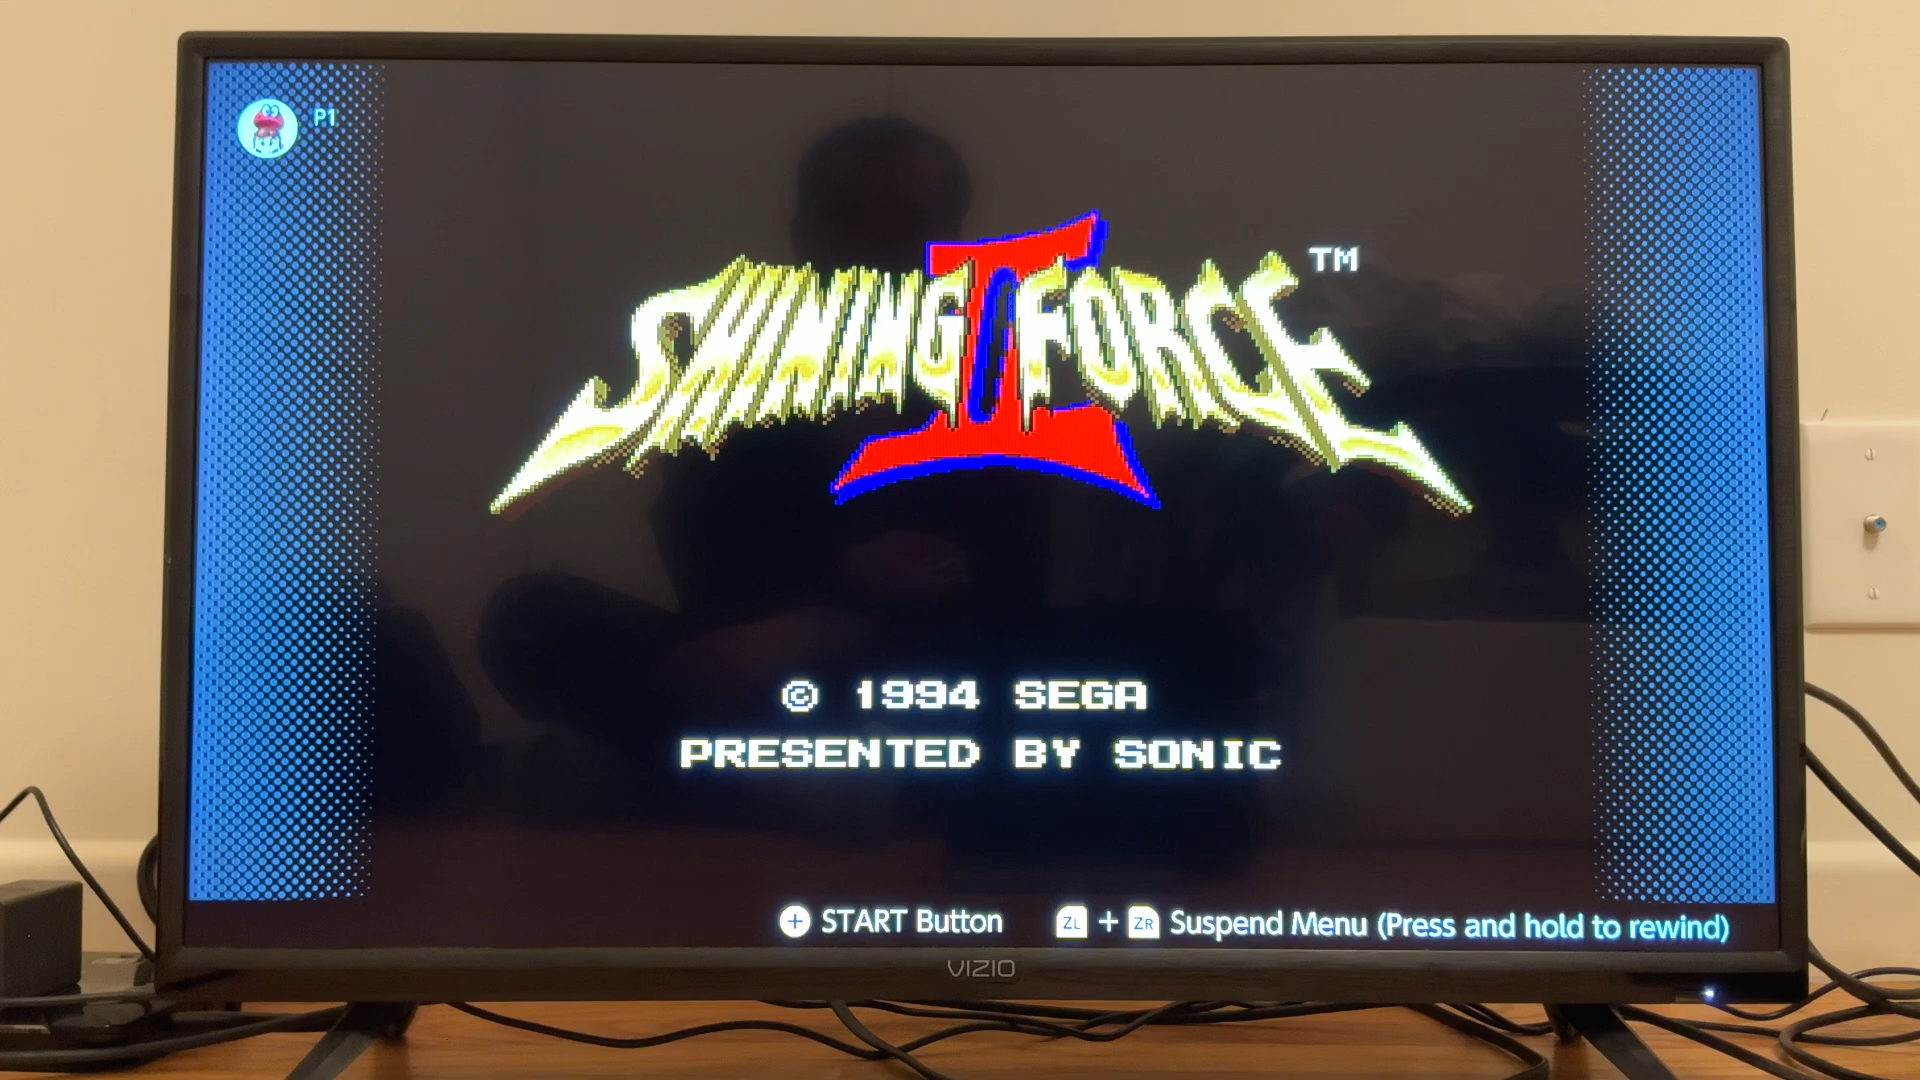 P1
SHINING II FORCE TM
© 1994 SEGA
PRESENTED BY SONIC
+ START Button ZL + ZR Suspend Menu (Press and hold to rewind)
VIZIO